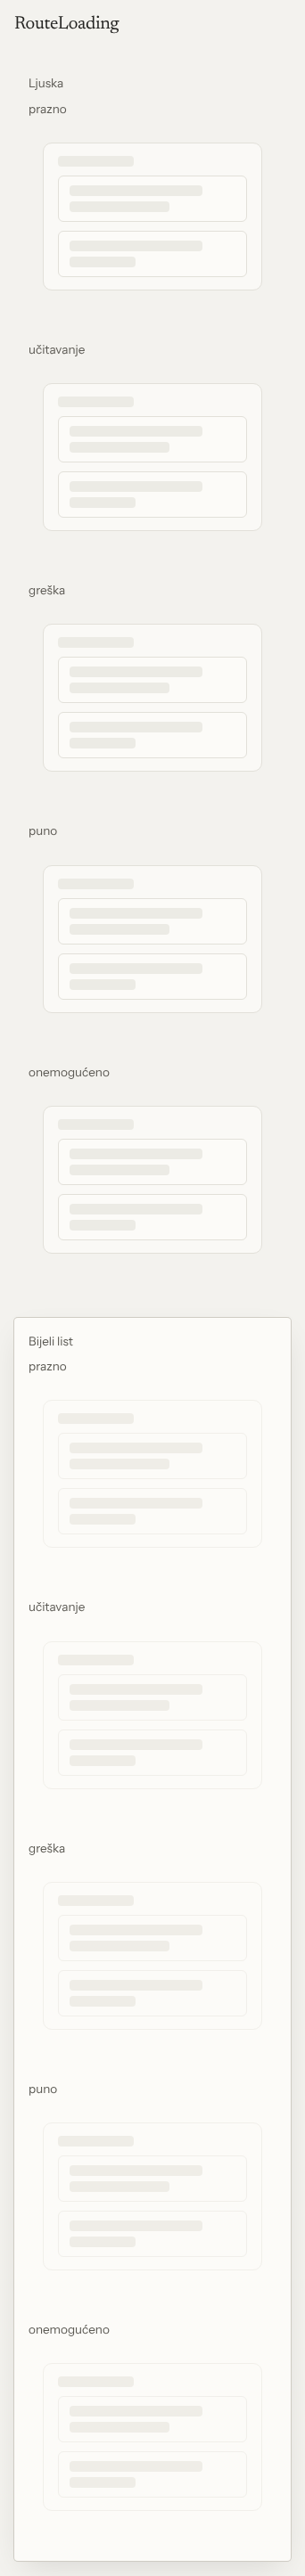 RouteLoading
Ljuska
prazno
učitavanje
greška
puno
onemogućeno
Bijeli list
prazno
učitavanje
greška
puno
onemogućeno